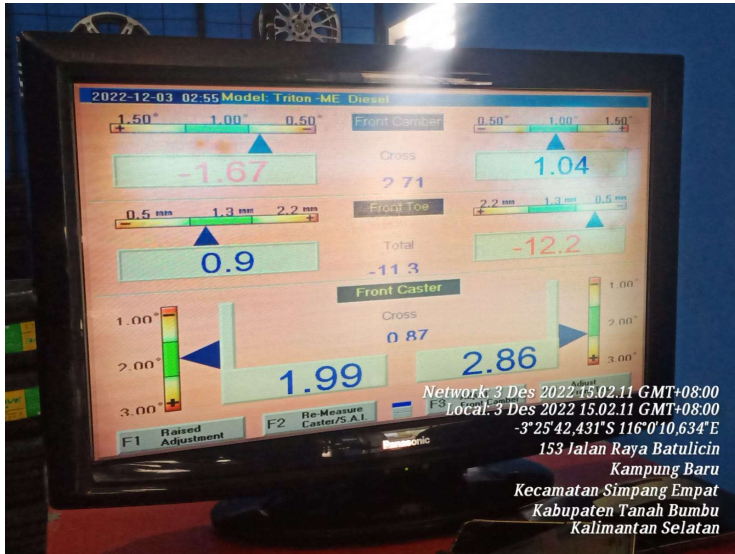 2022-12-03 02:55 Model: Triton -ME Diesel
1.50° 1.00° 0.50° Front Camber 0.50° 1.00° 1.50°
+ - - +
Cross
-1.67 2.71 1.04
0.5 mm 1.3 mm 2.2 mm Front Toe 2.2 mm 1.3 mm 0.5 mm
Total
0.9 -11.3 -12.2
Front Caster
Cross
0.87
1.00° 1.00°
2.00° 2.00°
3.00° 3.00°
1.99 2.86
F1 Raised Adjustment
F2 Re-Measure Caster/S.A.I.
F3 Front Camber
Adjust
Panasonic
Network: 3 Des 2022 15.02.11 GMT+08:00
Local: 3 Des 2022 15.02.11 GMT+08:00
-3°25'42,431"S 116°0'10,634"E
153 Jalan Raya Batulicin
Kampung Baru
Kecamatan Simpang Empat
Kabupaten Tanah Bumbu
Kalimantan Selatan